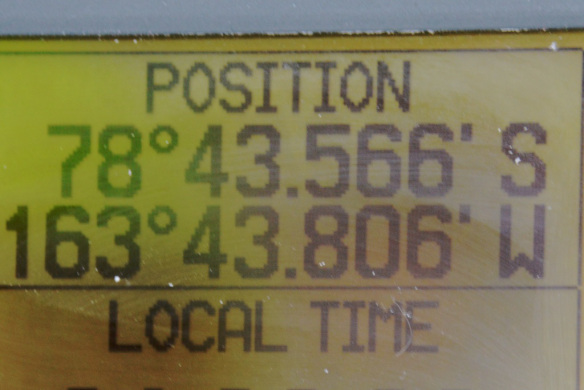 POSITION
78°43.566' S
163°43.806' W
LOCAL TIME